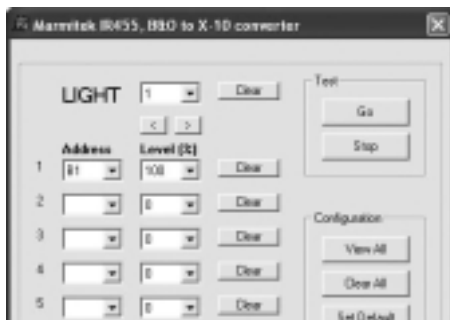 Marmitek IR455, B&O to X-10 converter
LIGHT 1 Clear
< >
Address Level (%)
1 B1 100 Clear
2 0 Clear
3 0 Clear
4 0 Clear
5 0 Clear
Test
Go
Stop
Configuration
View All
Clear All
Set Default